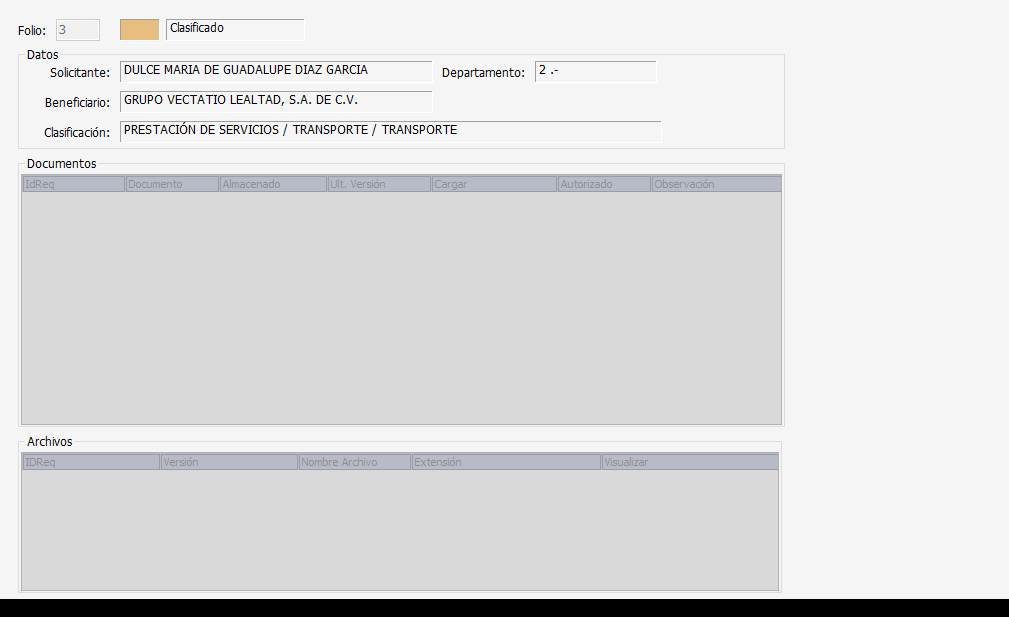 Folio: 3 Clasificado
Datos
Solicitante: DULCE MARIA DE GUADALUPE DIAZ GARCIA Departamento: 2 .-
Beneficiario: GRUPO VECTATIO LEALTAD, S.A. DE C.V.
Clasificación: PRESTACIÓN DE SERVICIOS / TRANSPORTE / TRANSPORTE
Documentos
IdReq Documento Almacenado Ult. Versión Cargar Autorizado Observación
Archivos
IDReq Versión Nombre Archivo Extensión Visualizar